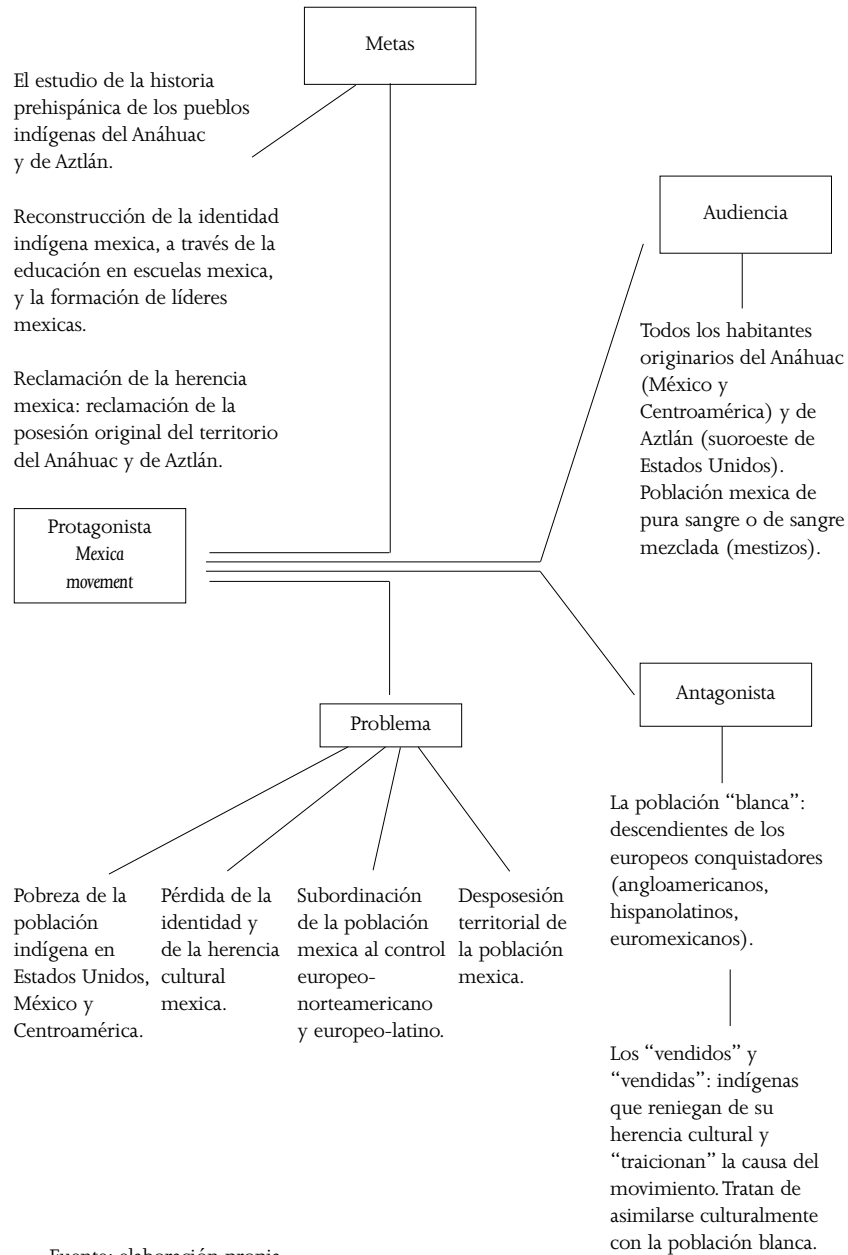 Metas
El estudio de la historia
prehispánica de los pueblos
indígenas del Anáhuac
y de Aztlán.
Reconstrucción de la identidad
indígena mexica, a través de la
educación en escuelas mexica,
y la formación de líderes
mexicas.
Reclamación de la herencia
mexica: reclamación de la
posesión original del territorio
del Anáhuac y de Aztlán.
Audiencia
Todos los habitantes
originarios del Anáhuac
(México y
Centroamérica) y de
Aztlán (suoroeste de
Estados Unidos).
Población mexica de
pura sangre o de sangre
mezclada (mestizos).
Protagonista
Mexica
movement
Problema
Pobreza de la
población
indígena en
Estados Unidos,
México y
Centroamérica.
Pérdida de la
identidad y
de la herencia
cultural
mexica.
Subordinación
de la población
mexica al control
europeo-
norteamericano
y europeo-latino.
Desposesión
territorial de
la población
mexica.
Antagonista
La población “blanca”:
descendientes de los
europeos conquistadores
(angloamericanos,
hispanolatinos,
euromexicanos).
Los “vendidos” y
“vendidas”: indígenas
que reniegan de su
herencia cultural y
“traicionan” la causa del
movimiento. Tratan de
asimilarse culturalmente
con la población blanca.
Fuente: elaboración propia